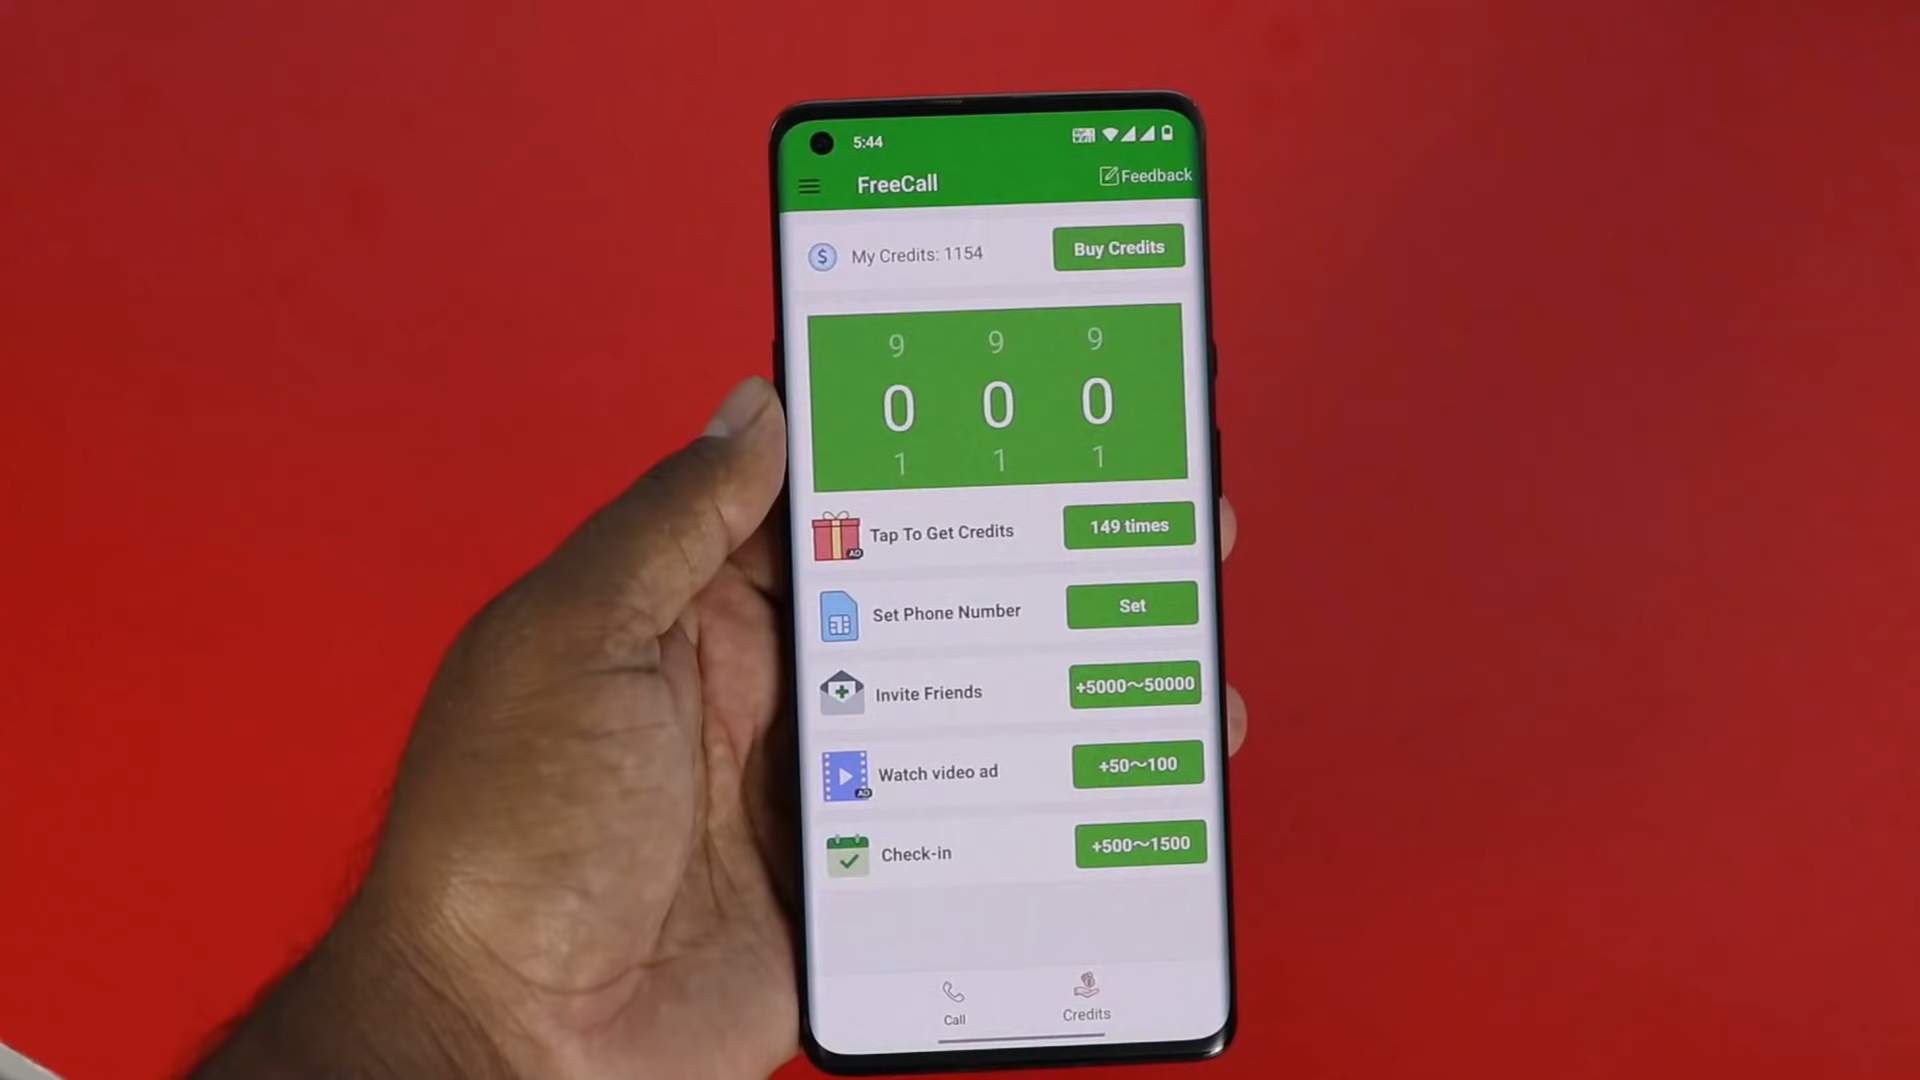 5:44
FreeCall
Feedback
My Credits: 1154
Buy Credits
9 9 9
0 0 0
1 1 1
Tap To Get Credits
149 times
AD
Set Phone Number
Set
Invite Friends
+5000～50000
Watch video ad
+50～100
AD
Check-in
+500～1500
Call
Credits